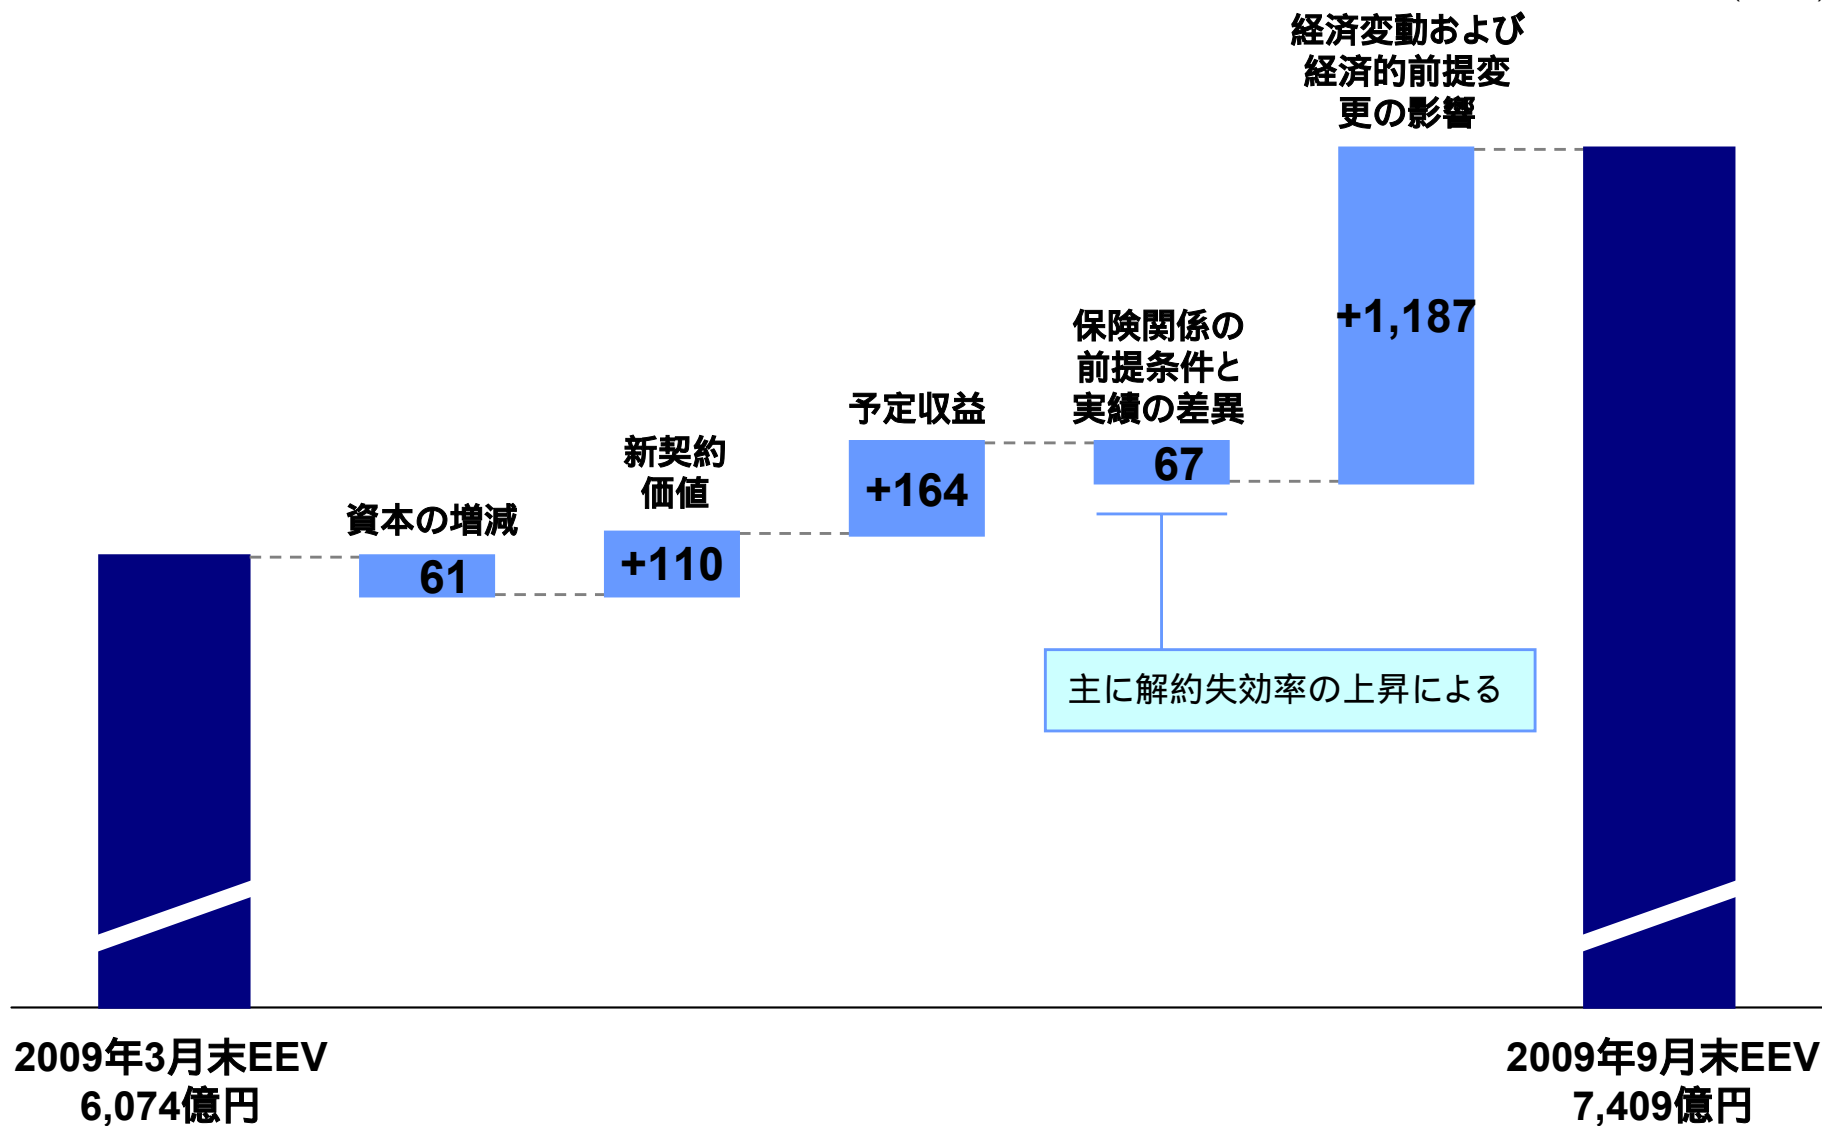 経済変動および
経済的前提変
更の影響
+1,187
保険関係の
前提条件と
実績の差異
67
予定収益
+164
新契約
価値
+110
資本の増減
61
主に解約失効率の上昇による
2009年3月末EEV
6,074億円
2009年9月末EEV
7,409億円